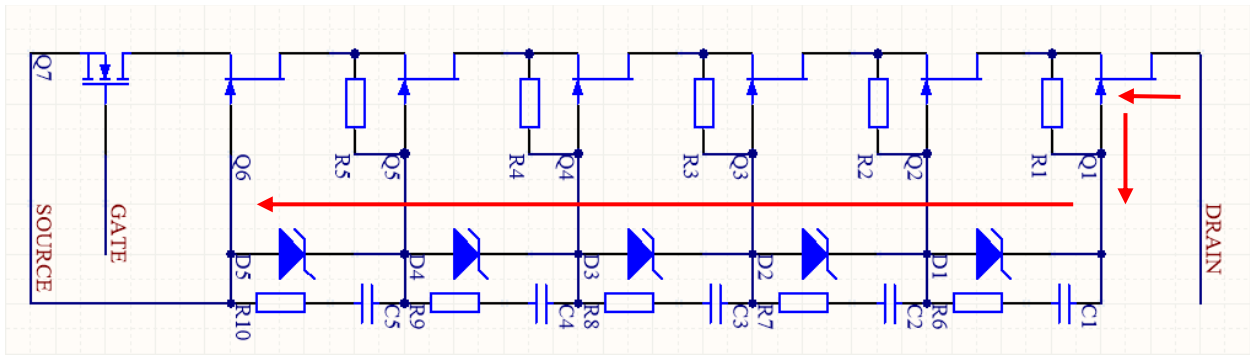 Q7
SOURCE
GATE
Q6
R5
Q5
R4
Q4
R3
Q3
R2
Q2
R1
Q1
DRAIN
D5
D4
D3
D2
D1
R10
C5
R9
C4
R8
C3
R7
C2
R6
C1